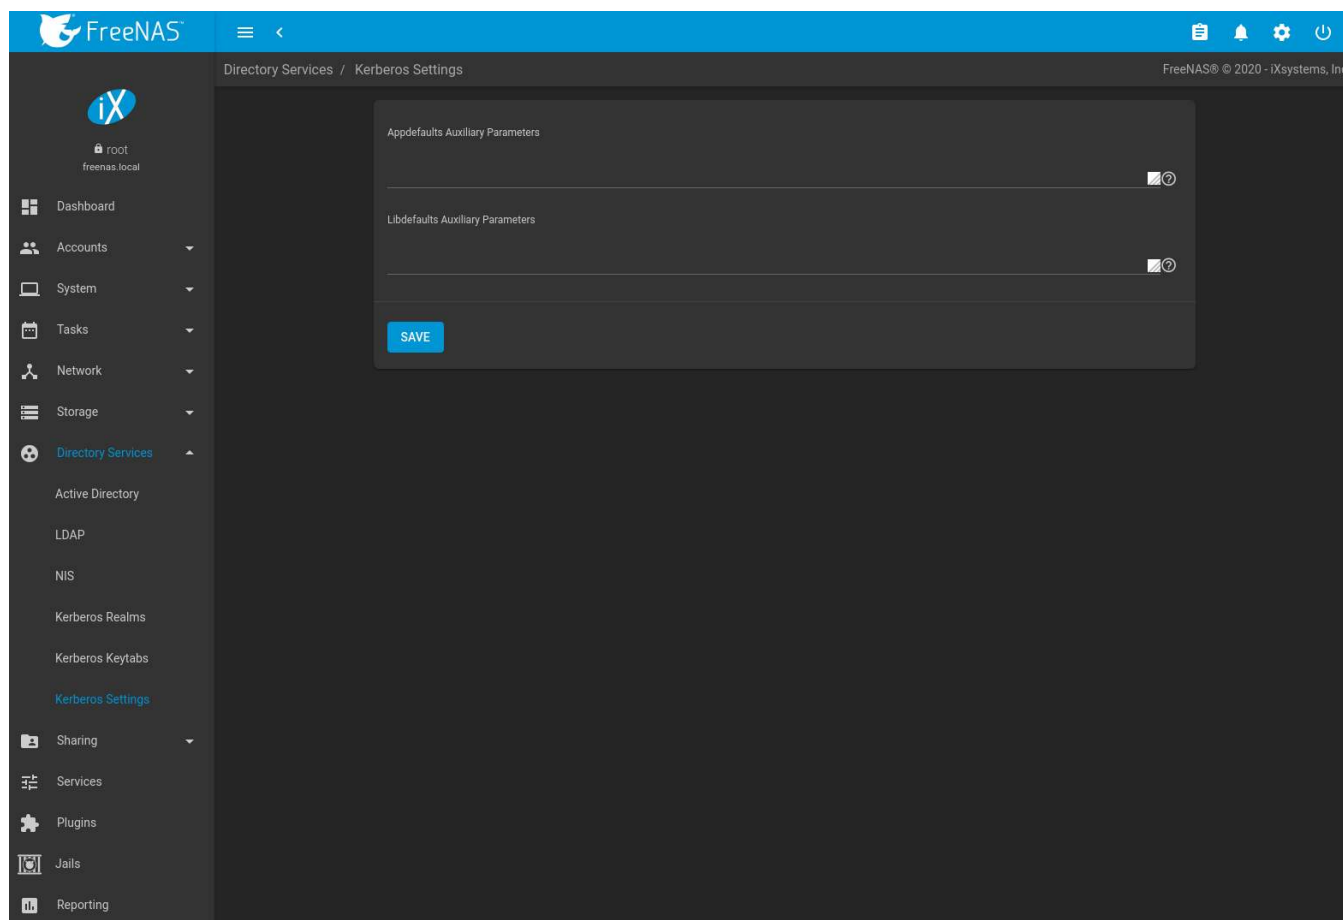 FreeNAS
Directory Services / Kerberos Settings
FreeNAS® © 2020 - iXsystems, Inc
iX
root
freenas.local
Dashboard
Accounts
System
Tasks
Network
Storage
Directory Services
Active Directory
LDAP
NIS
Kerberos Realms
Kerberos Keytabs
Kerberos Settings
Sharing
Services
Plugins
Jails
Reporting
Appdefaults Auxiliary Parameters
Libdefaults Auxiliary Parameters
SAVE